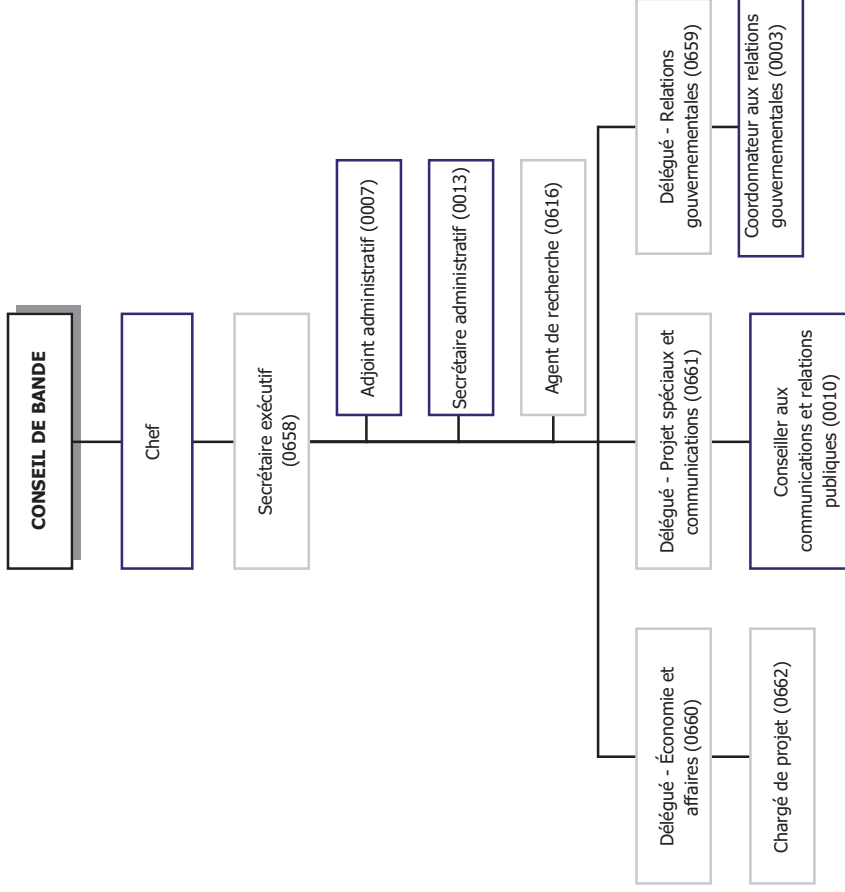 CONSEIL DE BANDE
Chef
Secrétaire exécutif
(0658)
Adjoint administratif (0007)
Secrétaire administratif (0013)
Agent de recherche (0616)
Délégué - Économie et
affaires (0660)
Chargé de projet (0662)
Délégué - Projet spéciaux et
communications (0661)
Conseiller aux
communications et relations
publiques (0010)
Délégué - Relations
gouvernementales (0659)
Coordonnateur aux relations
gouvernementales (0003)